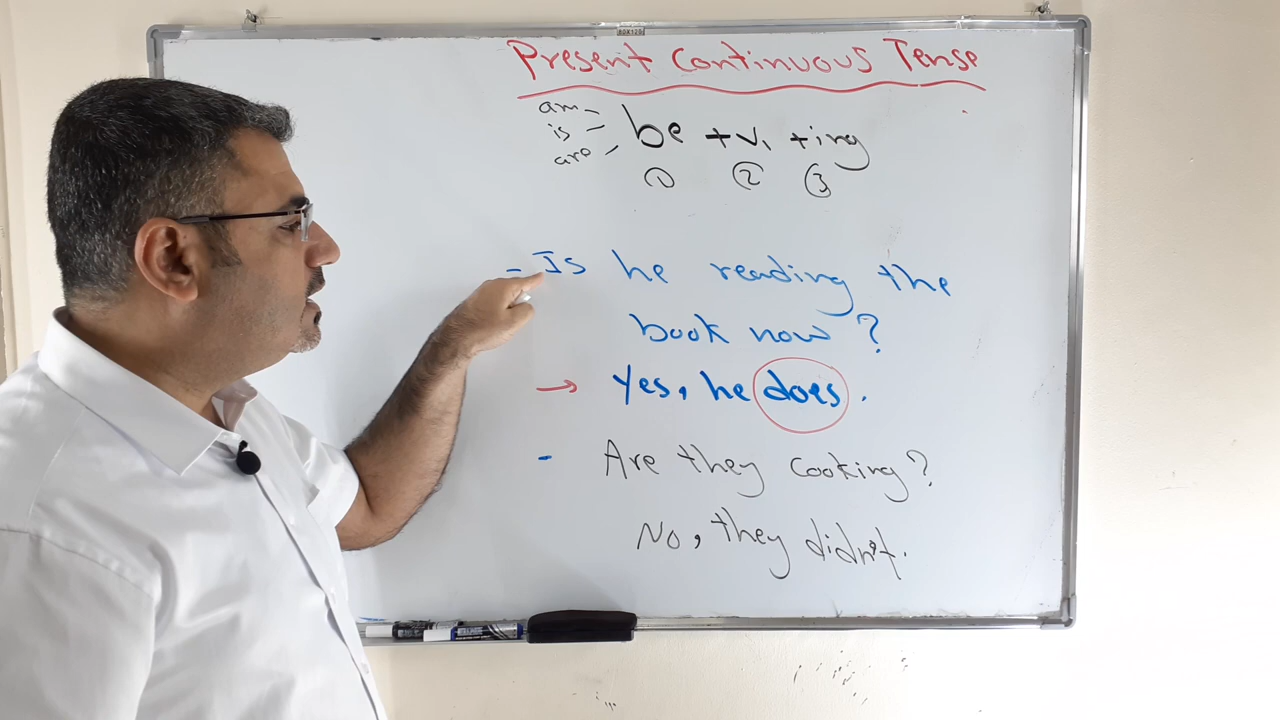 Present Continuous Tense
am
is
are
be + V₁ + ing
① ② ③
- Is he reading the
book now?
→ Yes, he does.
- Are they cooking?
No, they didn't.